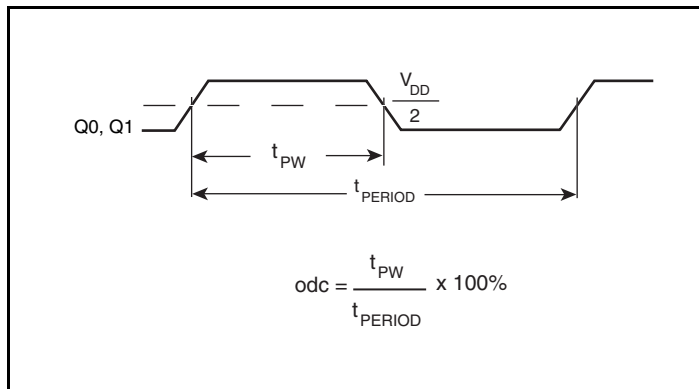 V_DD
2
Q0, Q1
t_PW
t_PERIOD
odc = t_PW / t_PERIOD x 100%